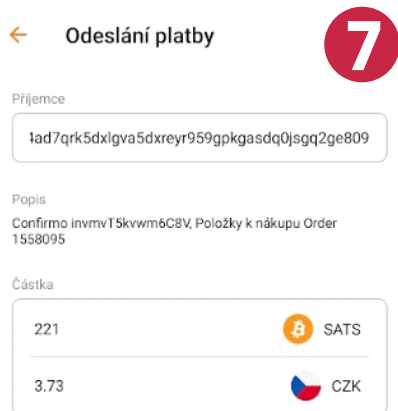 Odeslání platby
7
Příjemce
4ad7qrk5dxlgva5dxreyr959gpkgasdq0jsgq2ge809
Popis
Confirmo invmvT5kvwm6C8V, Položky k nákupu Order
1558095
Částka
221 SATS
3.73 CZK